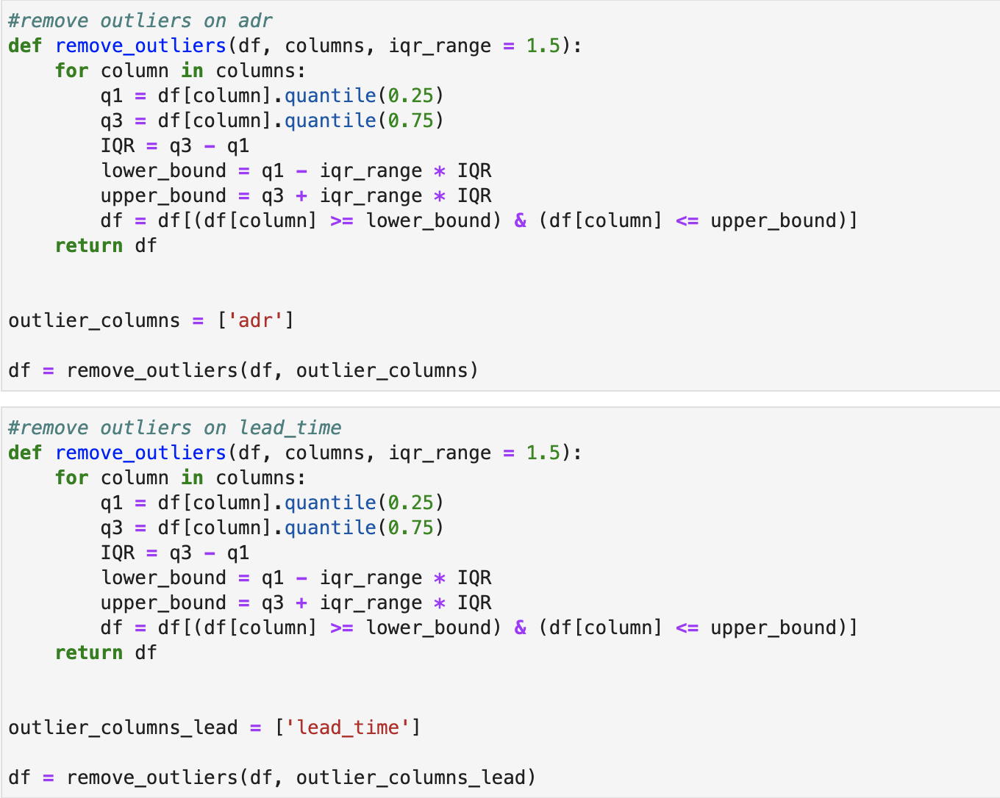 #remove outliers on adr
def remove_outliers(df, columns, iqr_range = 1.5):
    for column in columns:
        q1 = df[column].quantile(0.25)
        q3 = df[column].quantile(0.75)
        IQR = q3 - q1
        lower_bound = q1 - iqr_range * IQR
        upper_bound = q3 + iqr_range * IQR
        df = df[(df[column] >= lower_bound) & (df[column] <= upper_bound)]
    return df
outlier_columns = ['adr']
df = remove_outliers(df, outlier_columns)
#remove outliers on lead_time
def remove_outliers(df, columns, iqr_range = 1.5):
    for column in columns:
        q1 = df[column].quantile(0.25)
        q3 = df[column].quantile(0.75)
        IQR = q3 - q1
        lower_bound = q1 - iqr_range * IQR
        upper_bound = q3 + iqr_range * IQR
        df = df[(df[column] >= lower_bound) & (df[column] <= upper_bound)]
    return df
outlier_columns_lead = ['lead_time']
df = remove_outliers(df, outlier_columns_lead)